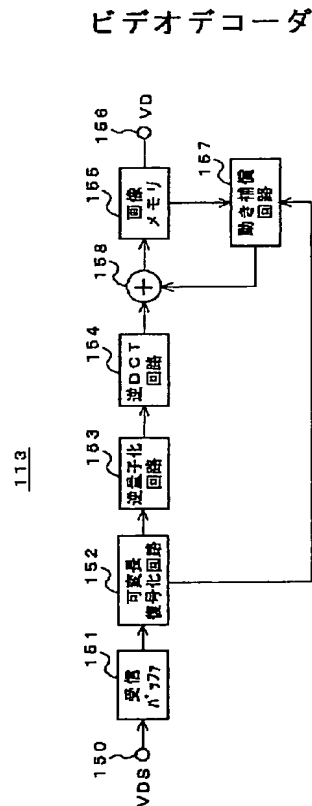 ビデオデコーダ
113
VDS
150
151
受信
バッファ
152
可変長
復号化回路
153
逆量子化
回路
154
逆DCT
回路
158
+
155
画像
メモリ
156
VD
157
動き補償
回路